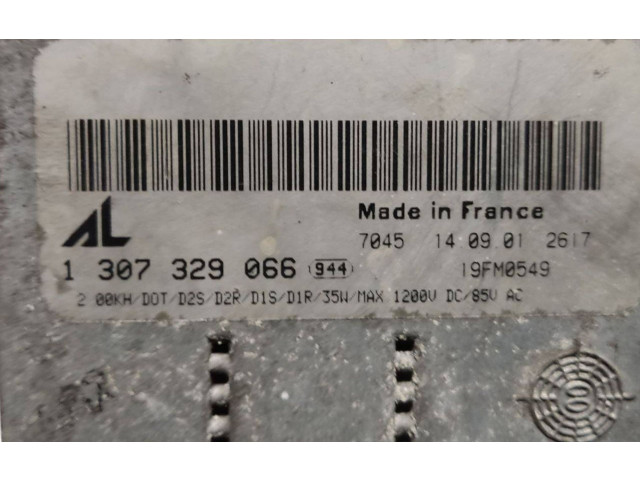 AL
Made in France
7045 14.09.01 2617
1 307 329 066 (944) 19FM0549
2.00KH/DOT/D2S/D2R/D1S/D1R/35W/MAX 1200V DC/85V AC